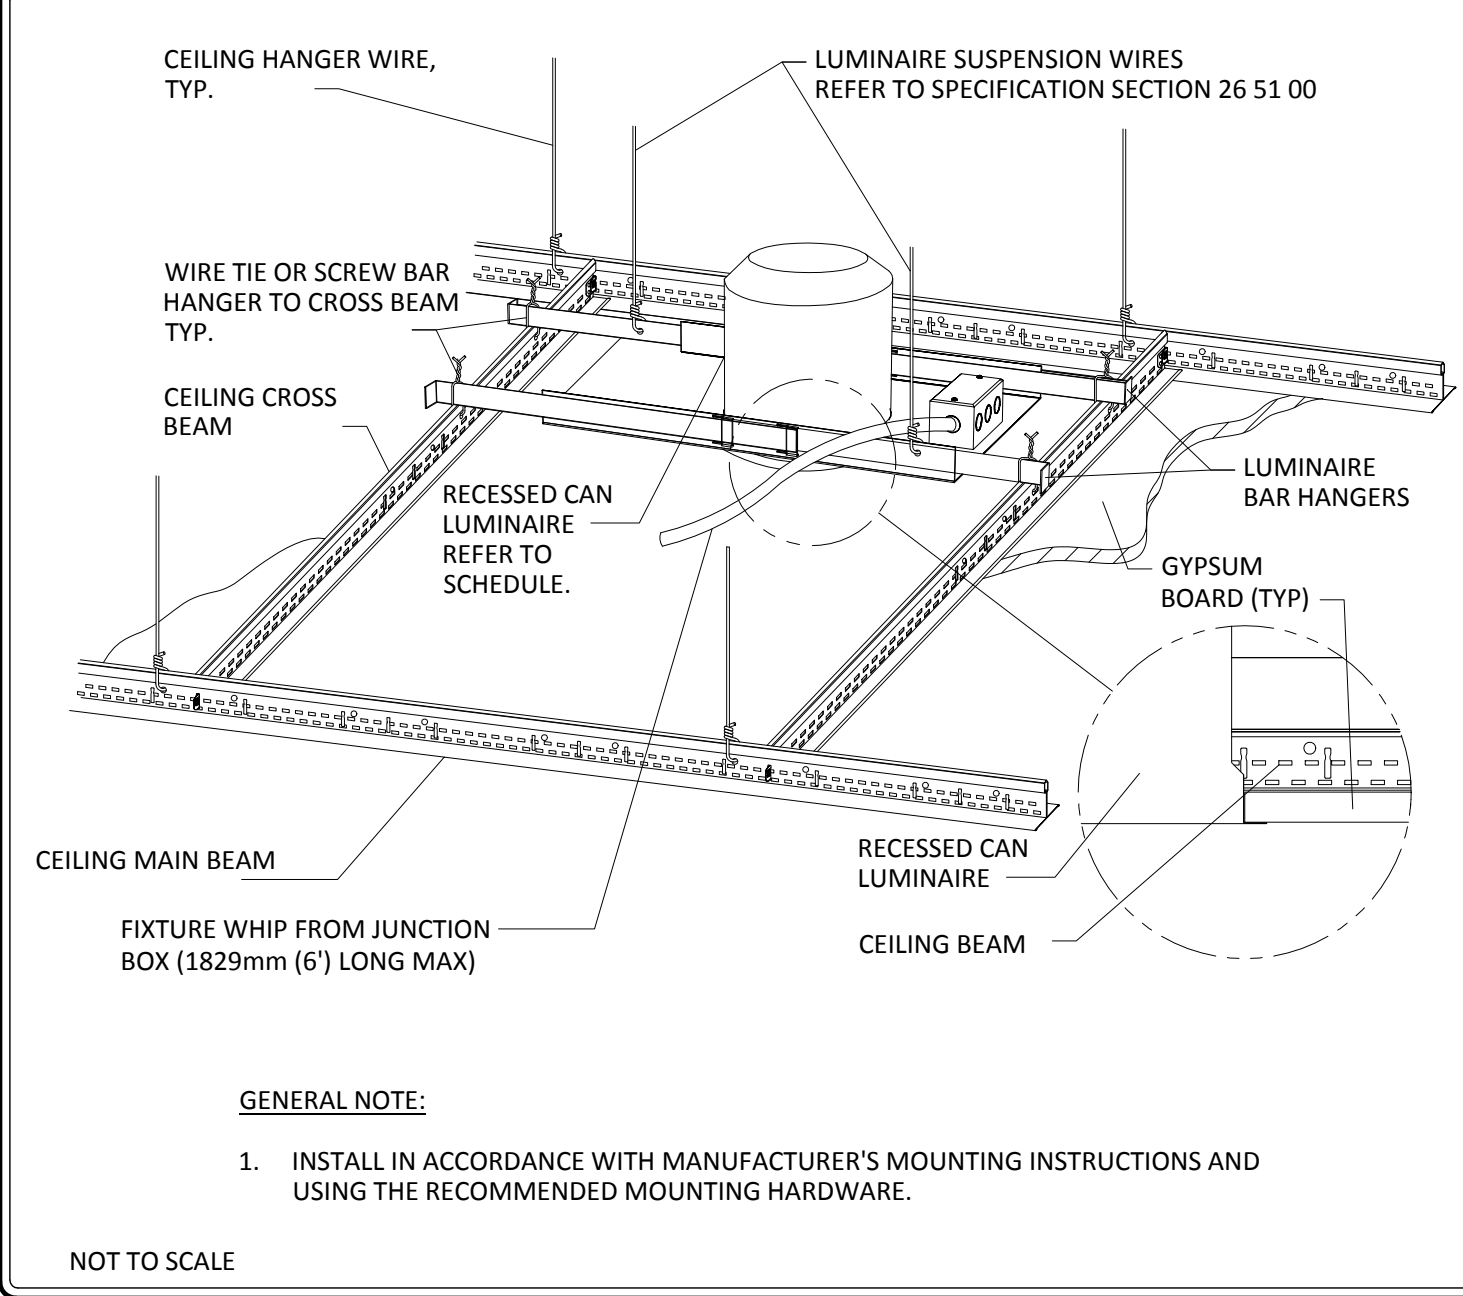 CEILING HANGER WIRE,
TYP.
LUMINAIRE SUSPENSION WIRES
REFER TO SPECIFICATION SECTION 26 51 00
WIRE TIE OR SCREW BAR
HANGER TO CROSS BEAM
TYP.
CEILING CROSS
BEAM
RECESSED CAN
LUMINAIRE
REFER TO
SCHEDULE.
LUMINAIRE
BAR HANGERS
GYPSUM
BOARD (TYP)
CEILING MAIN BEAM
RECESSED CAN
LUMINAIRE
FIXTURE WHIP FROM JUNCTION
BOX (1829mm (6') LONG MAX)
CEILING BEAM
GENERAL NOTE:
1. INSTALL IN ACCORDANCE WITH MANUFACTURER'S MOUNTING INSTRUCTIONS AND
USING THE RECOMMENDED MOUNTING HARDWARE.
NOT TO SCALE